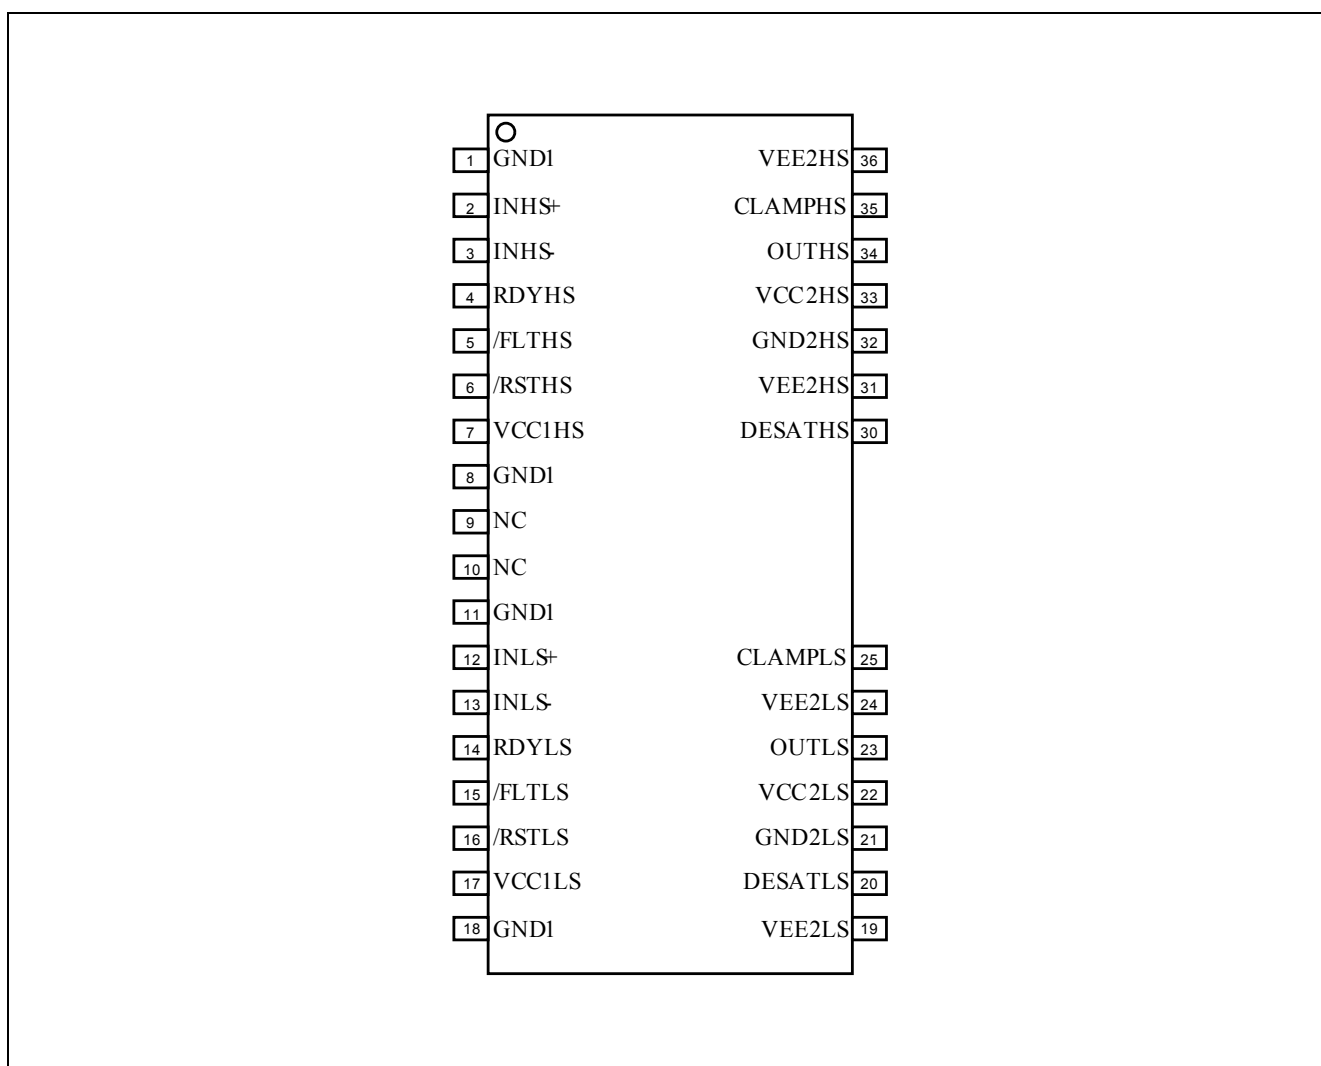 1 GND1 VEE2HS 36
2 INHS+ CLAMPHS 35
3 INHS- OUTHS 34
4 RDYHS VCC2HS 33
5 /FLTHS GND2HS 32
6 /RSTHS VEE2HS 31
7 VCC1HS DESATHS 30
8 GND1
9 NC
10 NC
11 GND1
12 INLS+ CLAMPLS 25
13 INLS- VEE2LS 24
14 RDYLS OUTLS 23
15 /FLTLS VCC2LS 22
16 /RSTLS GND2LS 21
17 VCC1LS DESATLS 20
18 GND1 VEE2LS 19